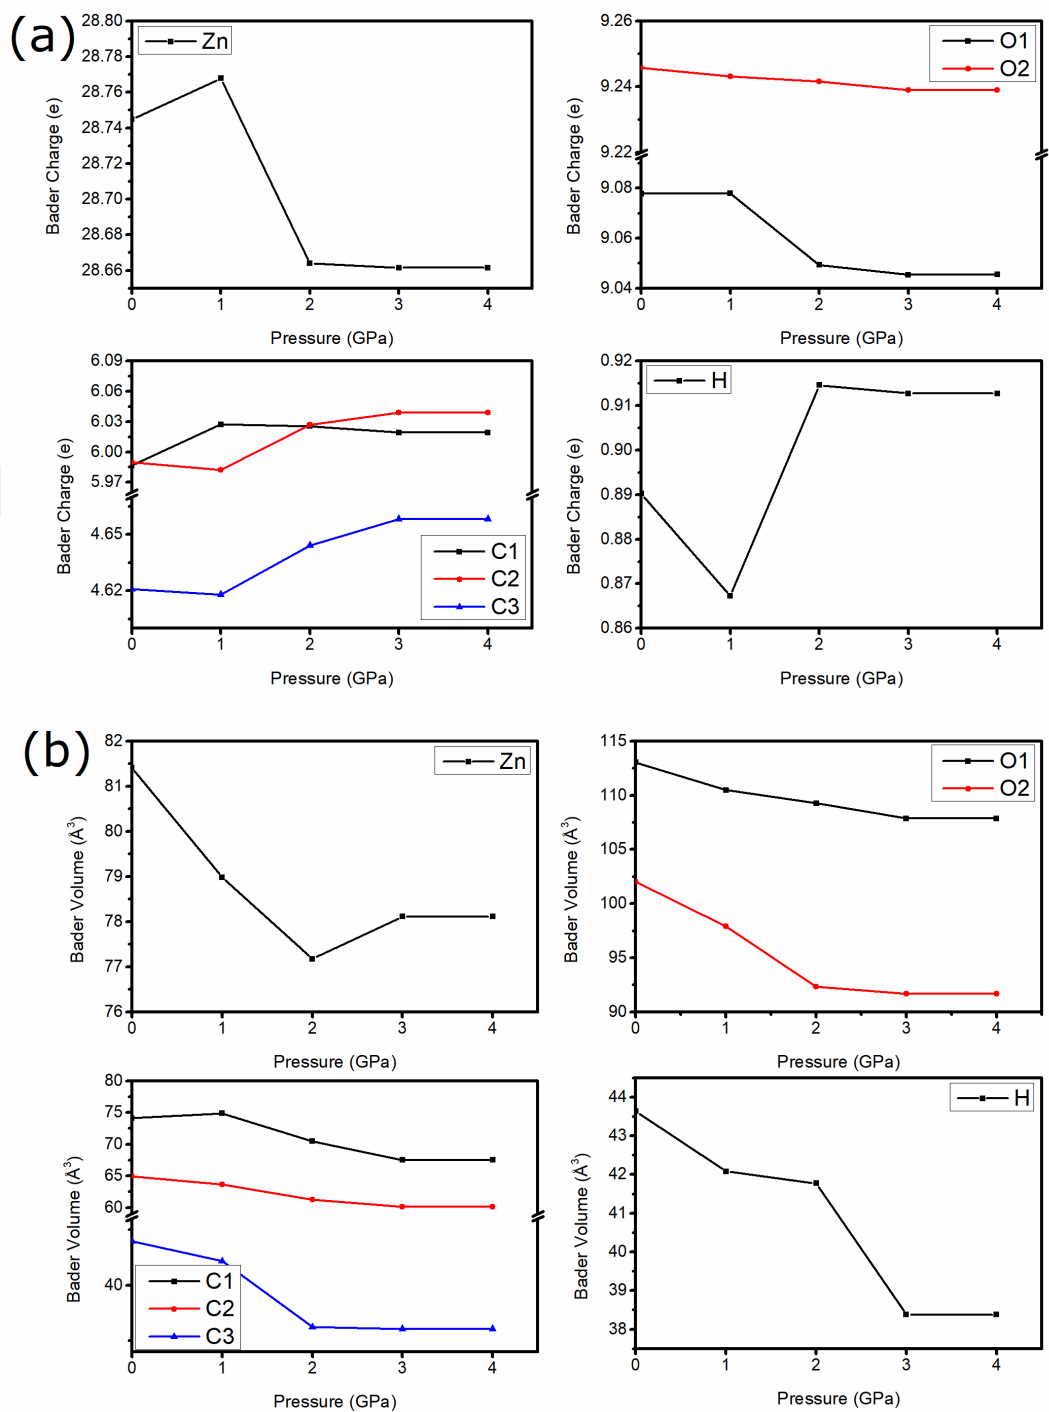 (a)
Zn
Bader Charge (e)
28.80
28.78
28.76
28.74
28.72
28.70
28.68
28.66
0 1 2 3 4
Pressure (GPa)
O1
O2
Bader Charge (e)
9.26
9.24
9.22
9.08
9.06
9.04
0 1 2 3 4
Pressure (GPa)
Bader Charge (e)
6.09
6.06
6.03
6.00
5.97
4.65
4.62
C1
C2
C3
0 1 2 3 4
Pressure (GPa)
H
Bader Charge (e)
0.92
0.91
0.90
0.89
0.88
0.87
0.86
0 1 2 3 4
Pressure (GPa)
(b)
Zn
Bader Volume (Å³)
82
81
80
79
78
77
76
0 1 2 3 4
Pressure (GPa)
O1
O2
Bader Volume (Å³)
115
110
105
100
95
90
0 1 2 3 4
Pressure (GPa)
Bader Volume (Å³)
80
75
70
65
60
40
C1
C2
C3
0 1 2 3 4
Pressure (GPa)
H
Bader Volume (Å³)
44
43
42
41
40
39
38
0 1 2 3 4
Pressure (GPa)